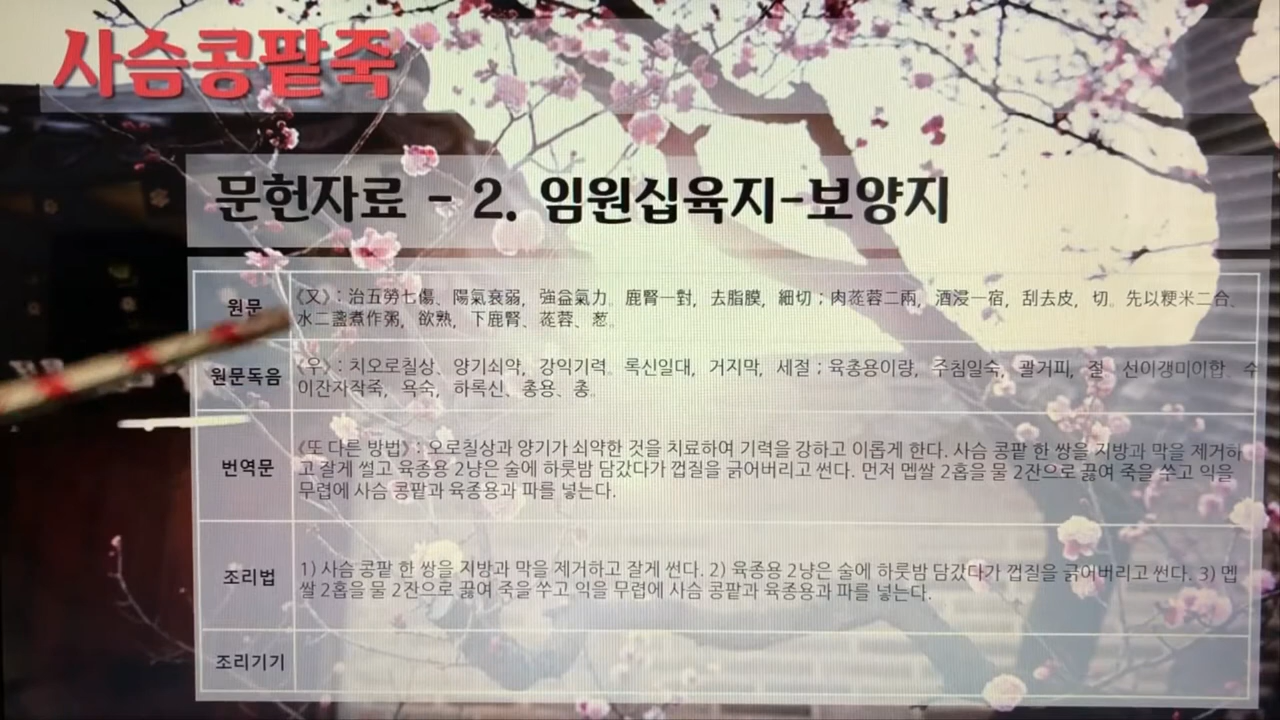 사슴콩팥죽
문헌자료 - 2. 임원십육지-보양지
원문
《又》: 治五勞七傷、陽氣衰弱, 強益氣力. 鹿腎一對, 去脂膜, 細切; 肉蓯蓉二兩, 酒浸一宿, 刮去皮, 切. 先以粳米二合、
水二盞煮作粥, 欲熟, 下鹿腎、蓯蓉、葱.
원문독음
《우》: 치오로칠상、양기쇠약, 강익기력. 록신일대, 거지막, 세절; 육종용이량, 주침일숙, 괄거피, 절. 선이갱미이합、수
이잔자작죽, 욕숙, 하록신、총용、총.
번역문
《또 다른 방법》: 오로칠상과 양기가 쇠약한 것을 치료하여 기력을 강하고 이롭게 한다. 사슴 콩팥 한 쌍을 지방과 막을 제거하
고 잘게 썰고 육종용 2냥은 술에 하룻밤 담갔다가 껍질을 긁어버리고 썬다. 먼저 멥쌀 2홉을 물 2잔으로 끓여 죽을 쑤고 익을
무렵에 사슴 콩팥과 육종용과 파를 넣는다.
조리법
1) 사슴 콩팥 한 쌍을 지방과 막을 제거하고 잘게 썬다. 2) 육종용 2냥은 술에 하룻밤 담갔다가 껍질을 긁어버리고 썬다. 3) 멥
쌀 2홉을 물 2잔으로 끓여 죽을 쑤고 익을 무렵에 사슴 콩팥과 육종용과 파를 넣는다.
조리기기